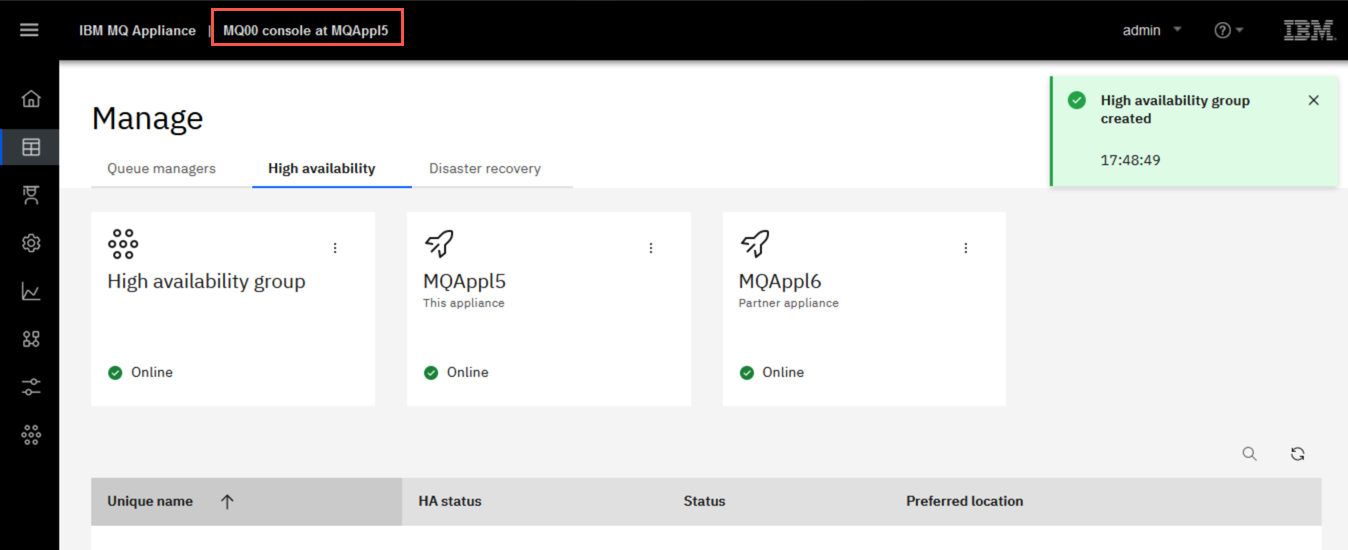 IBM MQ Appliance | MQ00 console at MQAppl5
admin
IBM
Manage
High availability group
created
17:48:49
Queue managers High availability Disaster recovery
High availability group
Online
MQAppl5
This appliance
Online
MQAppl6
Partner appliance
Online
Unique name HA status Status Preferred location